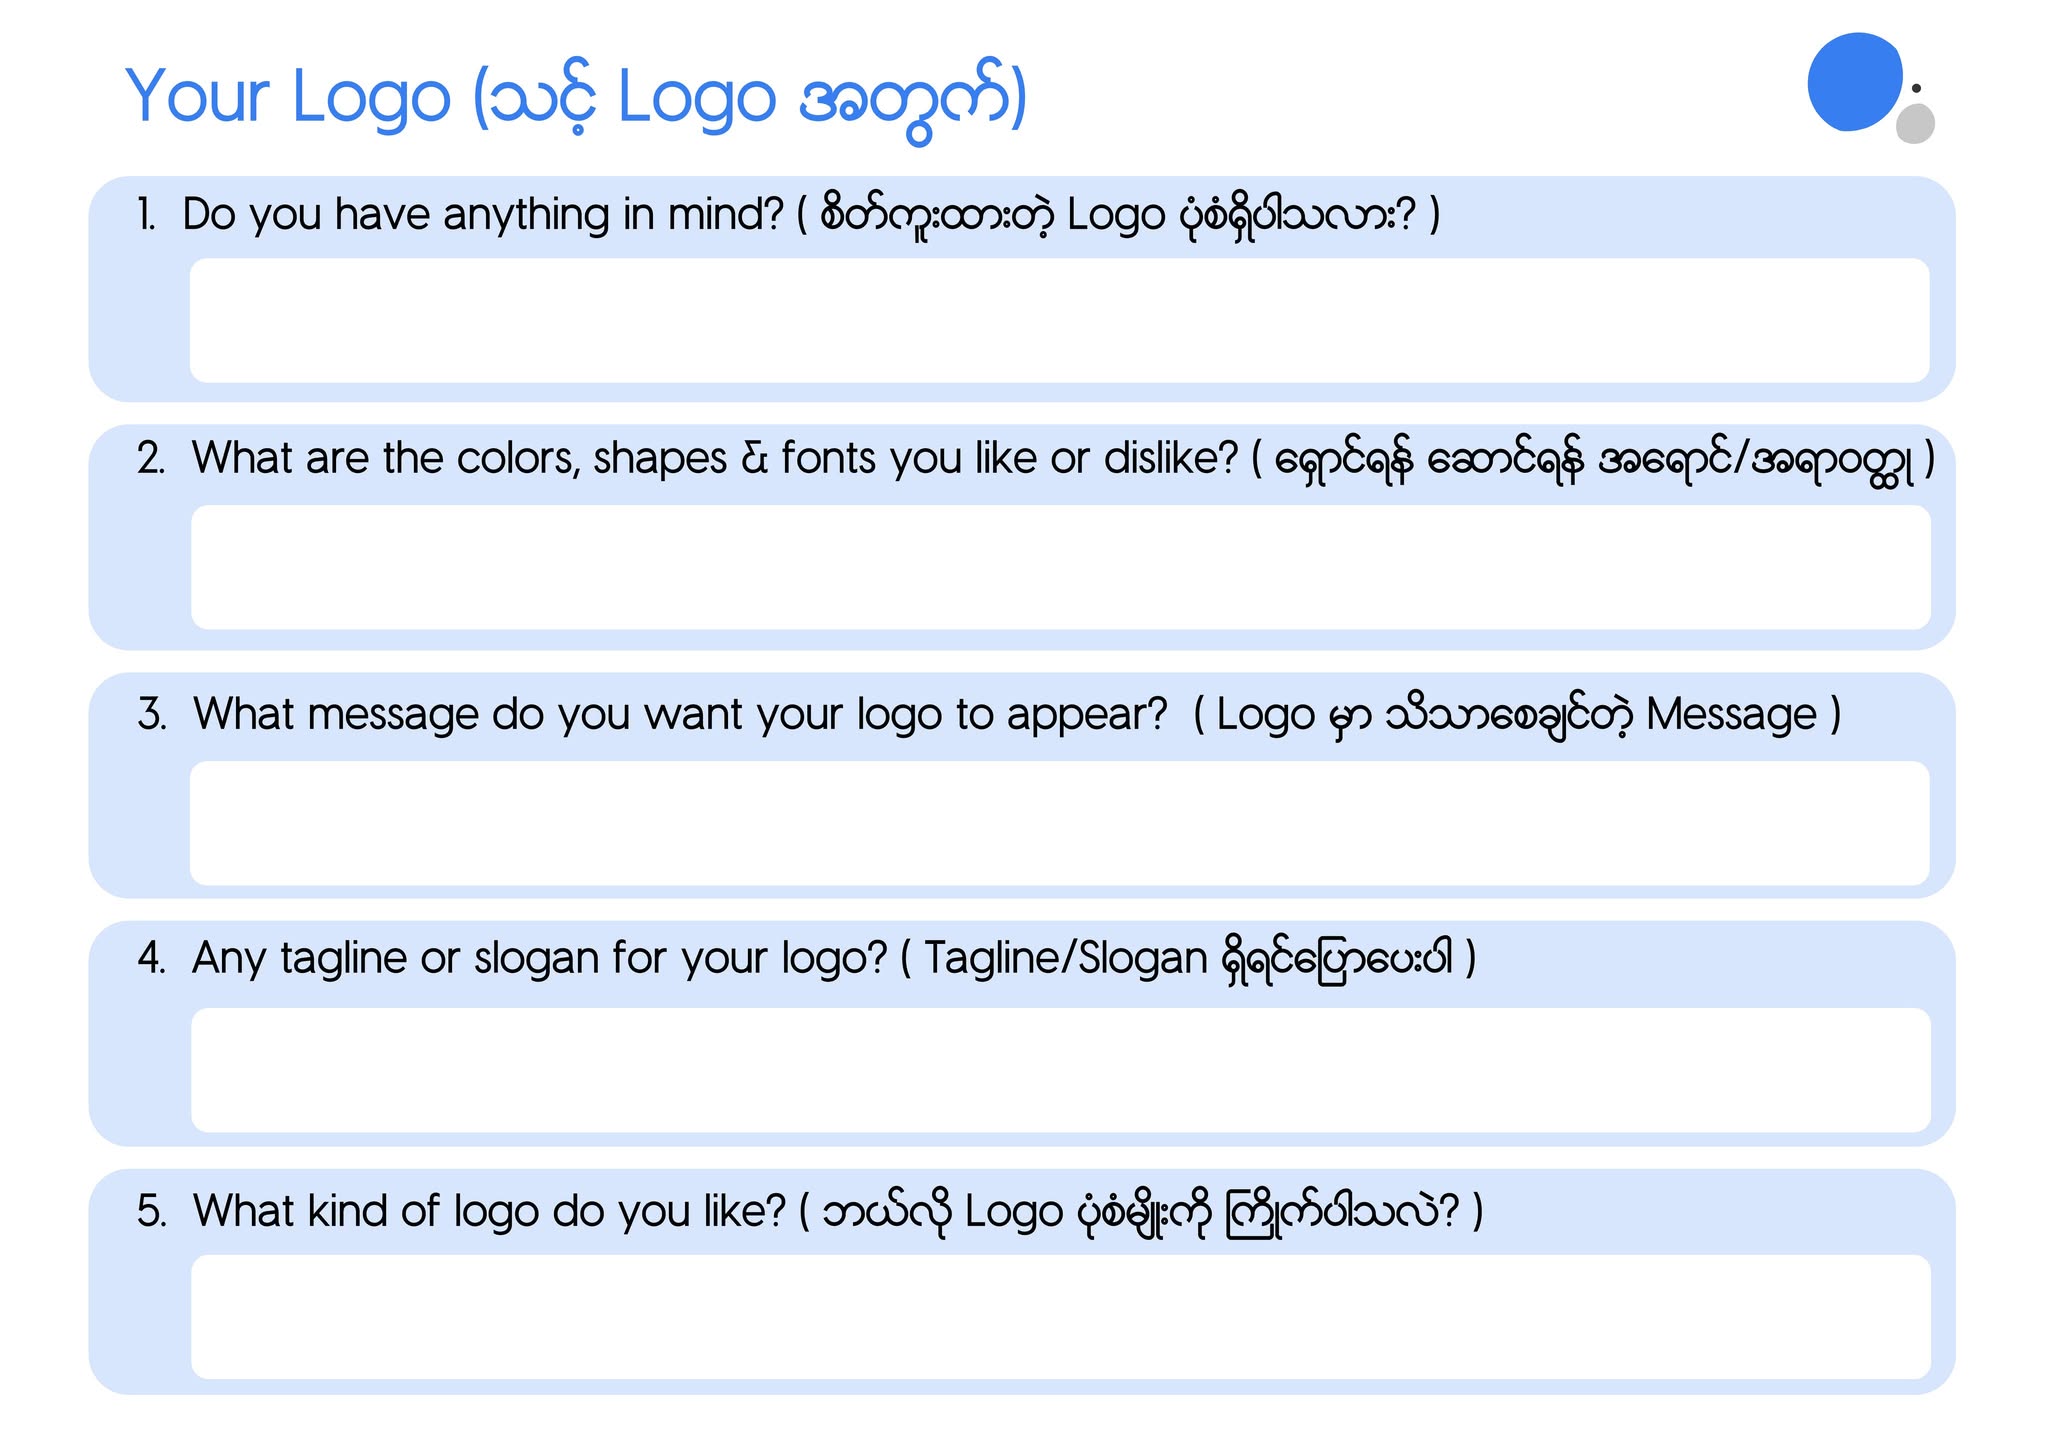 Your Logo (သင့် Logo အတွက်)
1. Do you have anything in mind? ( စိတ်ကူးထားတဲ့ Logo ပုံစံရှိပါသလား? )
2. What are the colors, shapes & fonts you like or dislike? ( ရှောင်ရန် ဆောင်ရန် အရောင်/အရာဝတ္ထု )
3. What message do you want your logo to appear? ( Logo မှာ သိသာစေချင်တဲ့ Message )
4. Any tagline or slogan for your logo? ( Tagline/Slogan ရှိရင်ပြောပေးပါ )
5. What kind of logo do you like? ( ဘယ်လို Logo ပုံစံမျိုးကို ကြိုက်ပါသလဲ? )